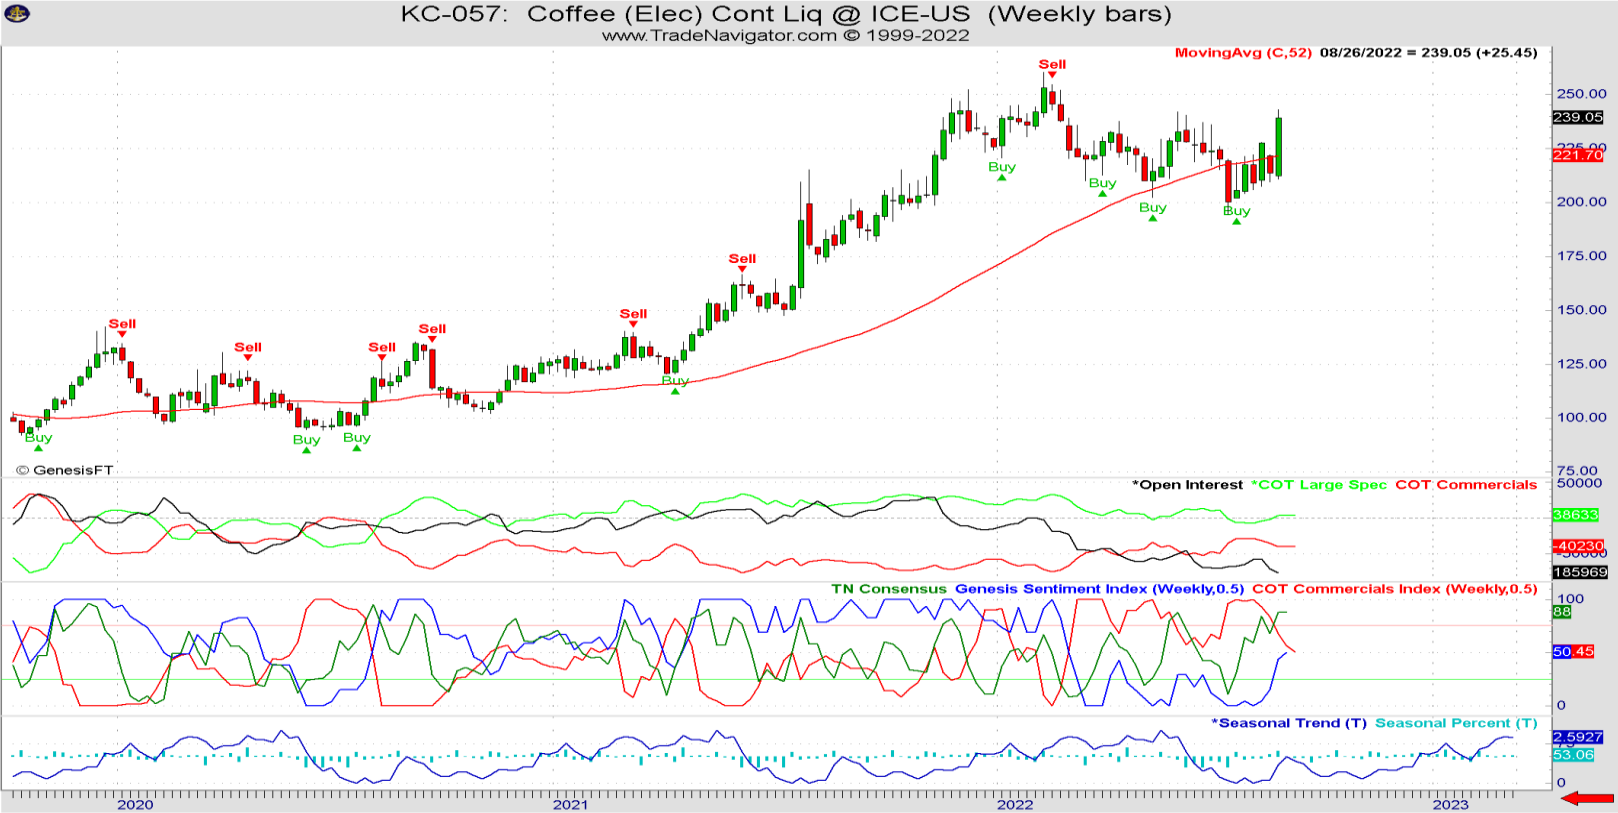 KC-057: Coffee (Elec) Cont Liq @ ICE-US (Weekly bars)
www.TradeNavigator.com © 1999-2022
MovingAvg (C,52) 08/26/2022 = 239.05 (+25.45)
Sell
250.00
239.05
225.00
221.70
Buy
Buy
200.00
Buy
Buy
175.00
Sell
150.00
Sell
Sell
Sell
Sell
Sell
125.00
Buy
100.00
Buy
Buy
Buy
© GenesisFT
75.00
*Open Interest *COT Large Spec COT Commercials
50000
38633
-40230
-50000
185969
TN Consensus Genesis Sentiment Index (Weekly,0.5) COT Commercials Index (Weekly,0.5)
100
88
50.45
0
*Seasonal Trend (T) Seasonal Percent (T)
2.5927
53.06
0
2020 2021 2022 2023